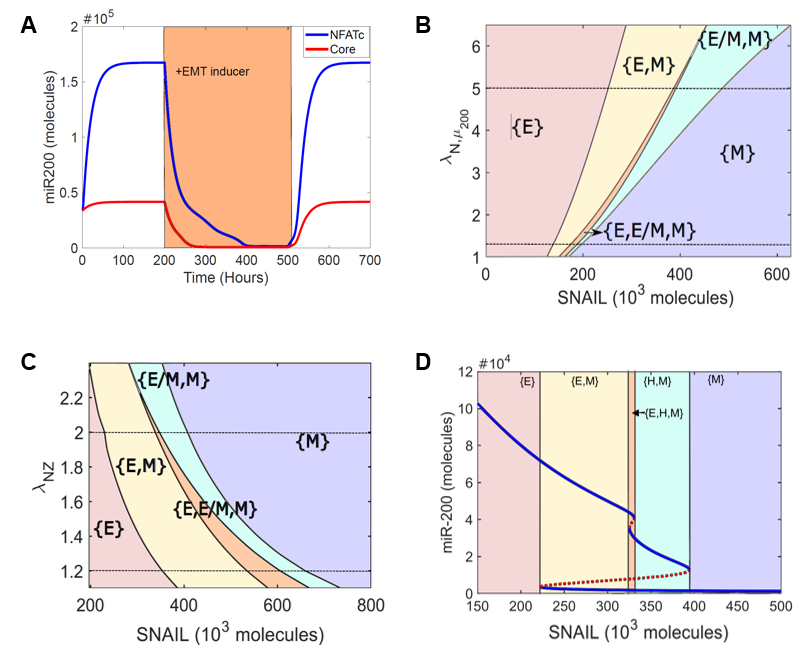 A
#10⁵
2
1.5
1
0.5
0
miR200 (molecules)
NFATc
Core
+EMT inducer
0 100 200 300 400 500 600 700
Time (Hours)
B
6
5
4
3
2
1
λN,μ200
{E}
{E,M}
{E/M,M}
{M}
{E,E/M,M}
0 200 400 600
SNAIL (10³ molecules)
C
2.2
2
1.8
1.6
1.4
1.2
λNZ
{E/M,M}
{M}
{E,M}
{E,E/M,M}
{E}
200 400 600 800
SNAIL (10³ molecules)
D
#10⁴
12
10
8
6
4
2
0
miR-200 (molecules)
{E}
{E,M}
{H,M}
{M}
{E,H,M}
150 200 250 300 350 400 450 500
SNAIL (10³ molecules)